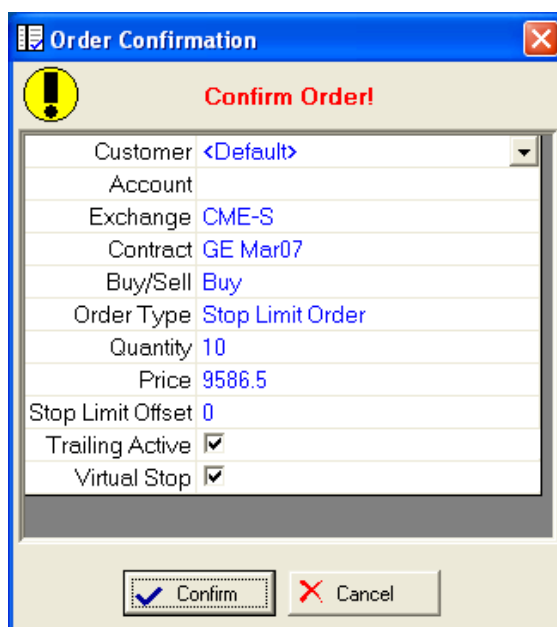 Order Confirmation
Confirm Order!
Customer <Default>
Account
Exchange CME-S
Contract GE Mar07
Buy/Sell Buy
Order Type Stop Limit Order
Quantity 10
Price 9586.5
Stop Limit Offset 0
Trailing Active
Virtual Stop
Confirm Cancel